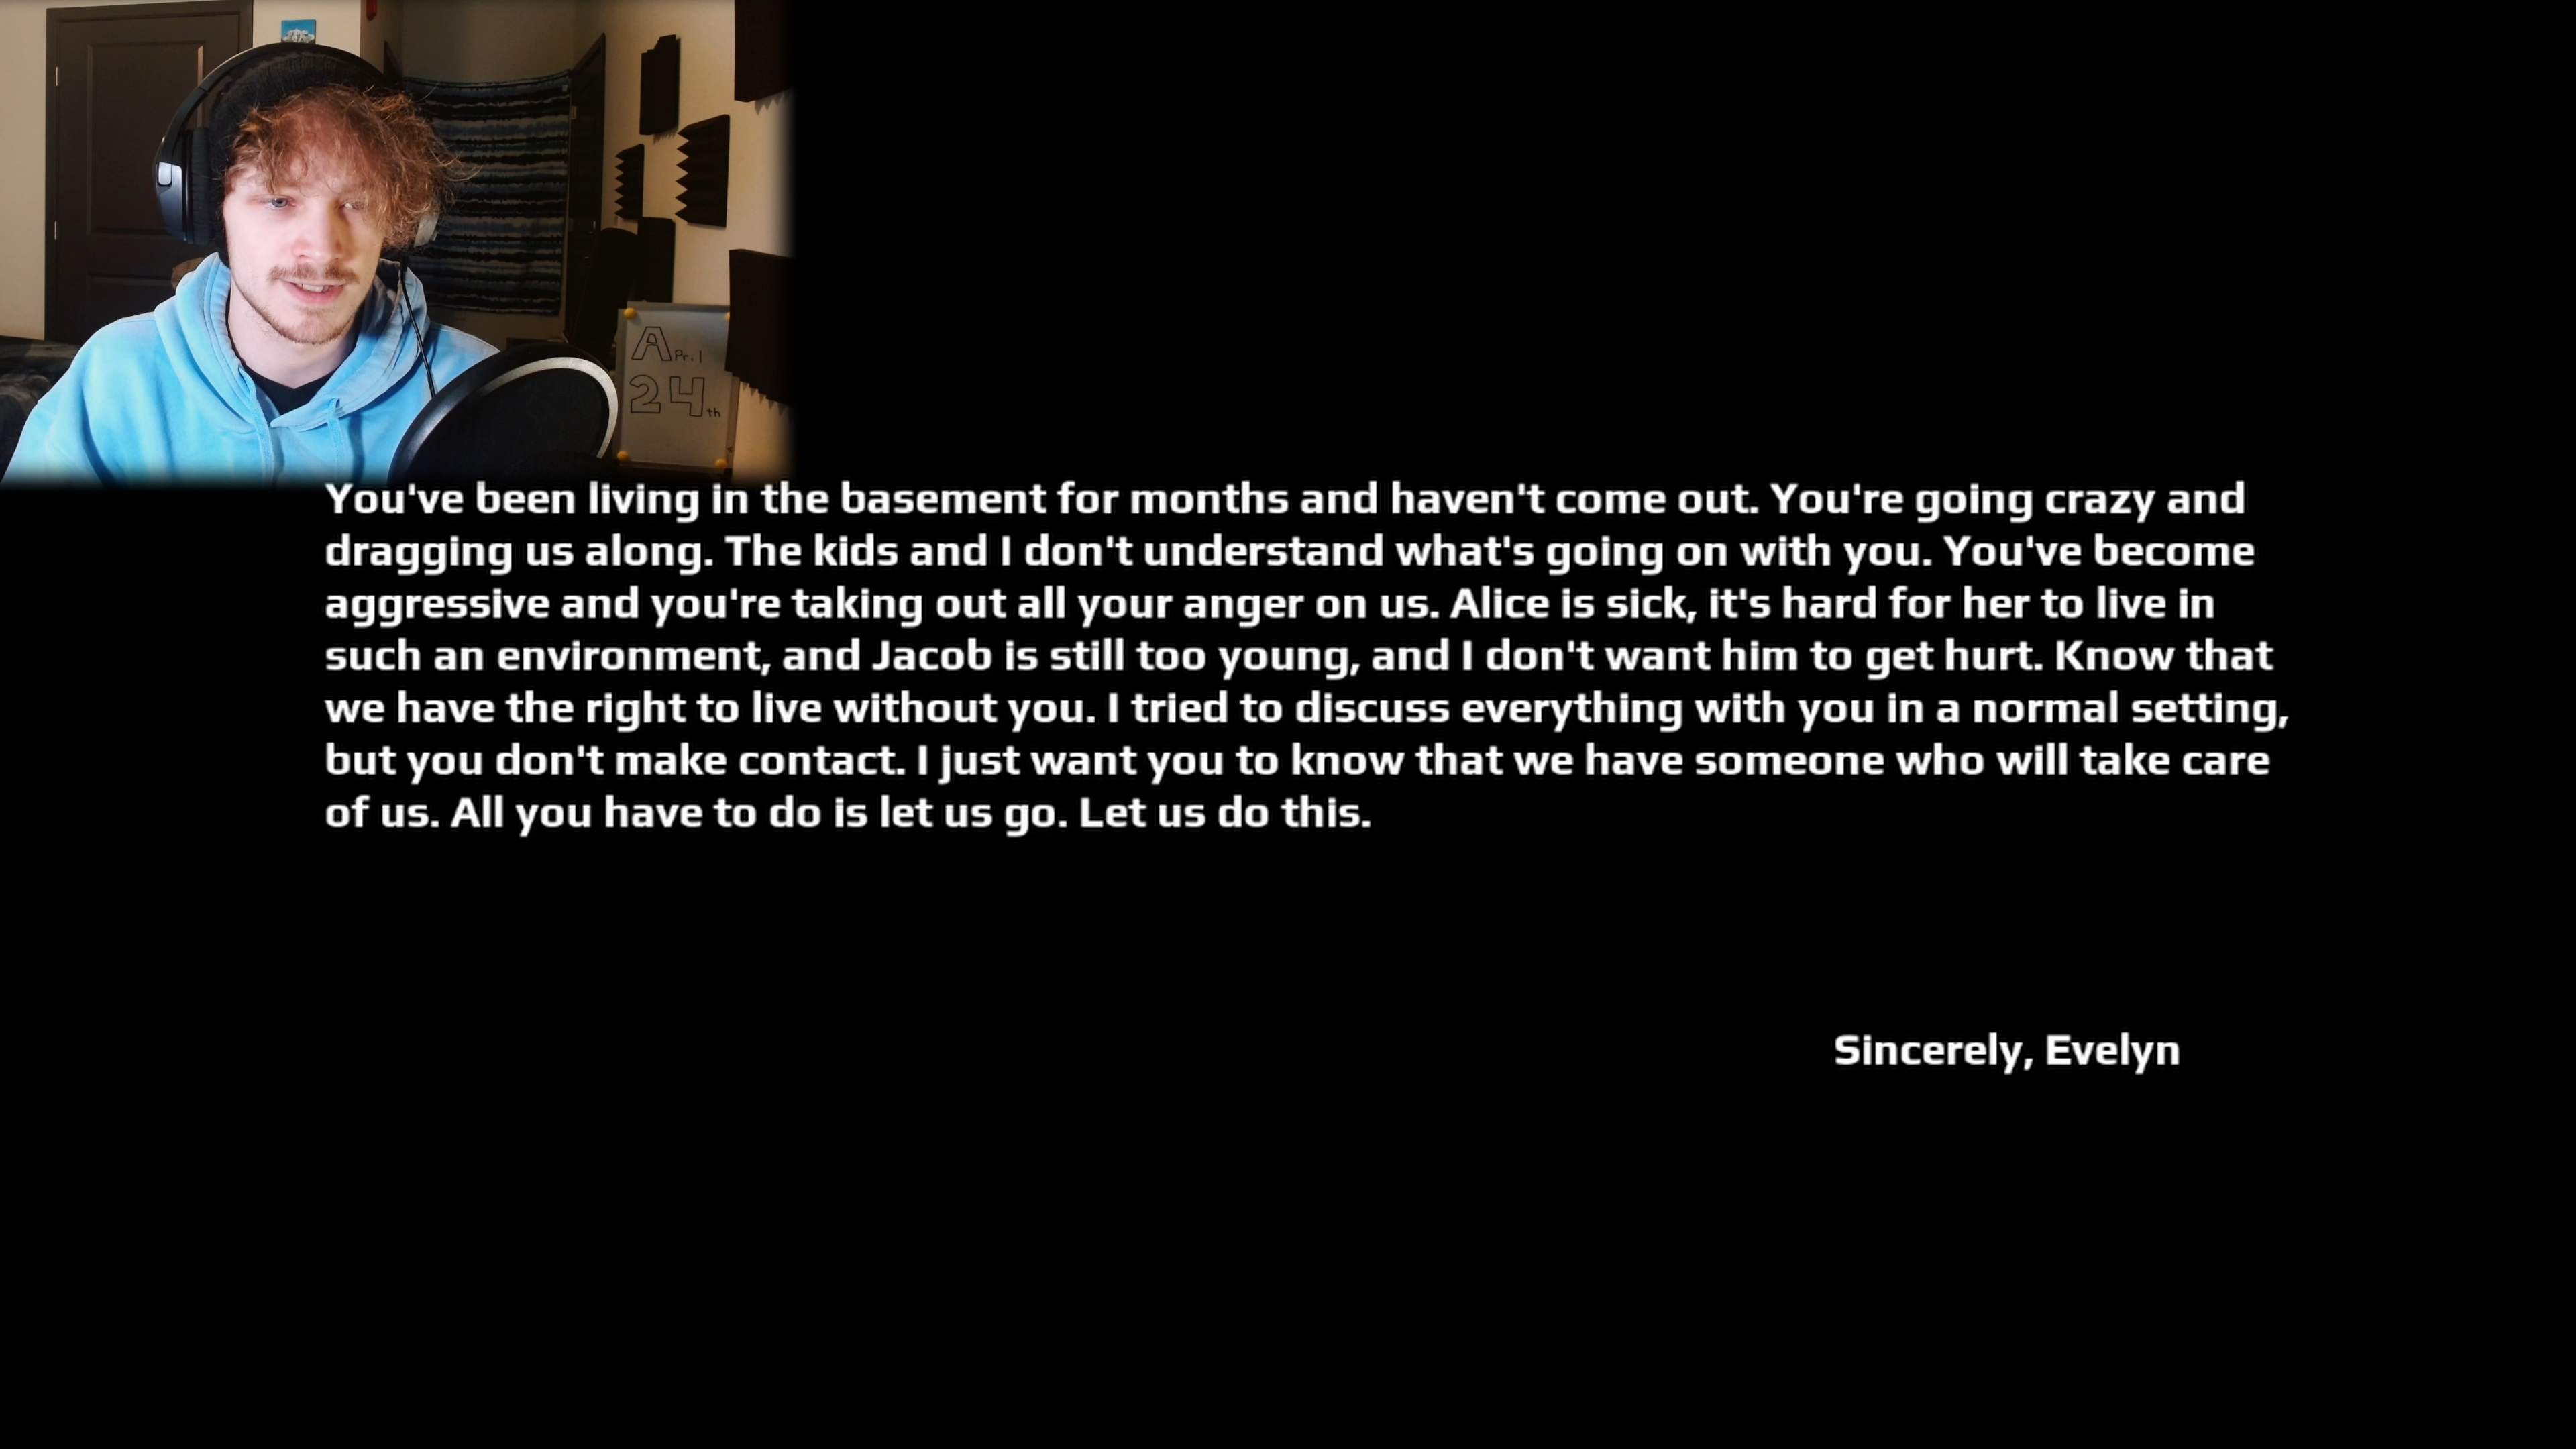 April
24th
You've been living in the basement for months and haven't come out. You're going crazy and
dragging us along. The kids and I don't understand what's going on with you. You've become
aggressive and you're taking out all your anger on us. Alice is sick, it's hard for her to live in
such an environment, and Jacob is still too young, and I don't want him to get hurt. Know that
we have the right to live without you. I tried to discuss everything with you in a normal setting,
but you don't make contact. I just want you to know that we have someone who will take care
of us. All you have to do is let us go. Let us do this.
Sincerely, Evelyn